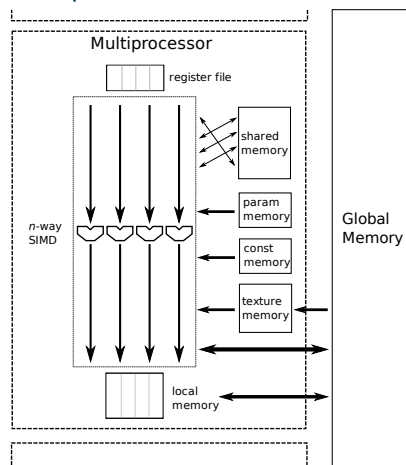 Multiprocessor
register file
shared
memory
param
memory
n-way
SIMD
const
memory
Global
Memory
texture
memory
local
memory